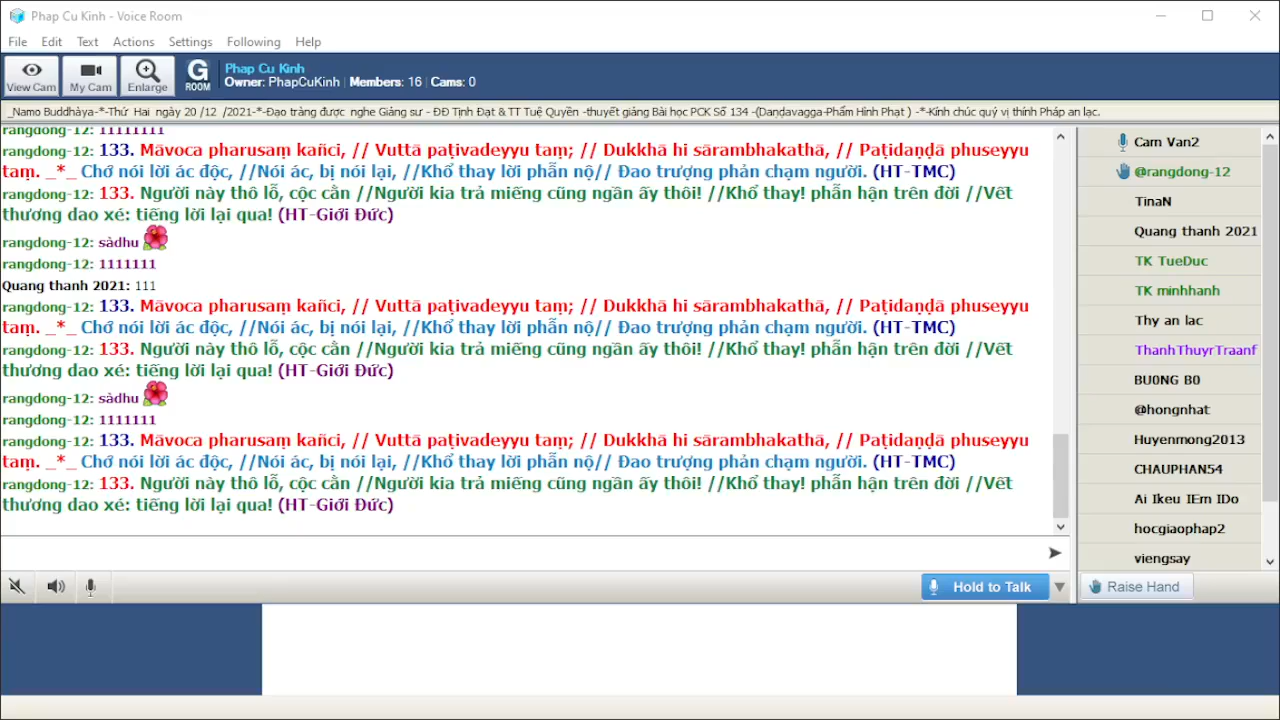 Phap Cu Kinh - Voice Room
File Edit Text Actions Settings Following Help
View Cam My Cam Enlarge G ROOM
Phap Cu Kinh
Owner: PhapCuKinh | Members: 16 | Cams: 0
_Namo Buddhàya-*-Thứ Hai ngày 20 /12 /2021-*-Đạo tràng được nghe Giảng sư - ĐĐ Tịnh Đạt & TT Tuệ Quyền -thuyết giảng Bài học PCK Số 134 -(Daṇḍavagga-Phẩm Hình Phạt ) -*-Kính chúc quý vị thính Pháp an lạc.
rangdong-12: 11111111
rangdong-12: 133. Māvoca pharusaṃ kañci, // Vuttā paṭivadeyyu taṃ; // Dukkhā hi sārambhakathā, // Paṭidaṇḍā phuseyyu
taṃ. _*_ Chớ nói lời ác độc, //Nói ác, bị nói lại, //Khổ thay lời phẫn nộ// Đao trượng phản chạm người. (HT-TMC)
rangdong-12: 133. Người này thô lỗ, cộc cằn //Người kia trả miếng cũng ngần ấy thôi! //Khổ thay! phẫn hận trên đời //Vết
thương dao xé: tiếng lời lại qua! (HT-Giới Đức)
rangdong-12: sàdhu
rangdong-12: 1111111
Quang thanh 2021: 111
rangdong-12: 133. Māvoca pharusaṃ kañci, // Vuttā paṭivadeyyu taṃ; // Dukkhā hi sārambhakathā, // Paṭidaṇḍā phuseyyu
taṃ. _*_ Chớ nói lời ác độc, //Nói ác, bị nói lại, //Khổ thay lời phẫn nộ// Đao trượng phản chạm người. (HT-TMC)
rangdong-12: 133. Người này thô lỗ, cộc cằn //Người kia trả miếng cũng ngần ấy thôi! //Khổ thay! phẫn hận trên đời //Vết
thương dao xé: tiếng lời lại qua! (HT-Giới Đức)
rangdong-12: sàdhu
rangdong-12: 1111111
rangdong-12: 133. Māvoca pharusaṃ kañci, // Vuttā paṭivadeyyu taṃ; // Dukkhā hi sārambhakathā, // Paṭidaṇḍā phuseyyu
taṃ. _*_ Chớ nói lời ác độc, //Nói ác, bị nói lại, //Khổ thay lời phẫn nộ// Đao trượng phản chạm người. (HT-TMC)
rangdong-12: 133. Người này thô lỗ, cộc cằn //Người kia trả miếng cũng ngần ấy thôi! //Khổ thay! phẫn hận trên đời //Vết
thương dao xé: tiếng lời lại qua! (HT-Giới Đức)
Cam Van2
@rangdong-12
TinaN
Quang thanh 2021
TK TueDuc
TK minhhanh
Thy an lac
ThanhThuyrTraanf
BU0NG B0
@hongnhat
Huyenmong2013
CHAUPHAN54
Ai Ikeu IEm IDo
hocgiaophap2
viengsay
Hold to Talk
Raise Hand